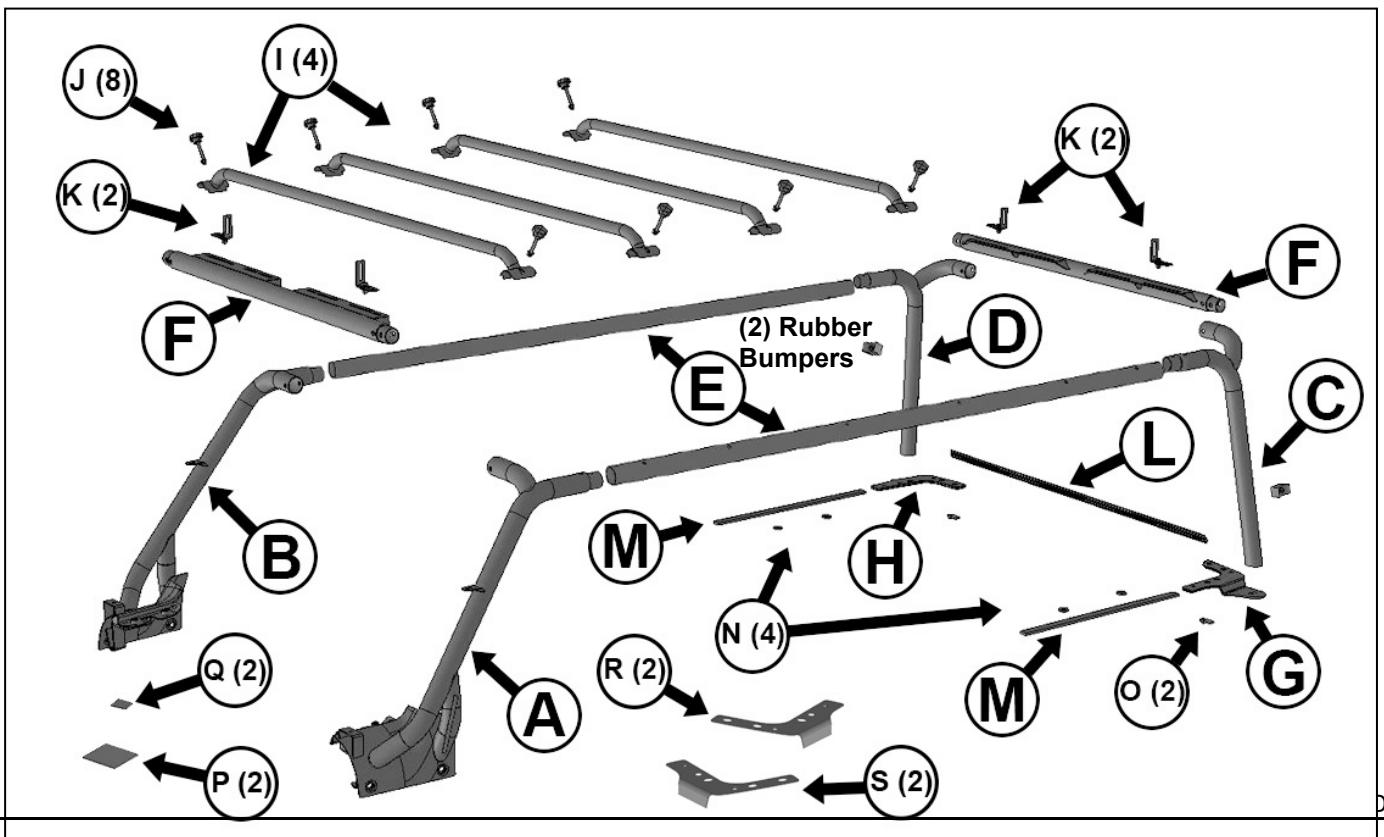 I (4)
J (8)
K (2)
K (2)
F
F
(2) Rubber
Bumpers
D
E
C
L
B
M
H
N (4)
R (2)
Q (2)
A
M
O (2)
G
P (2)
S (2)